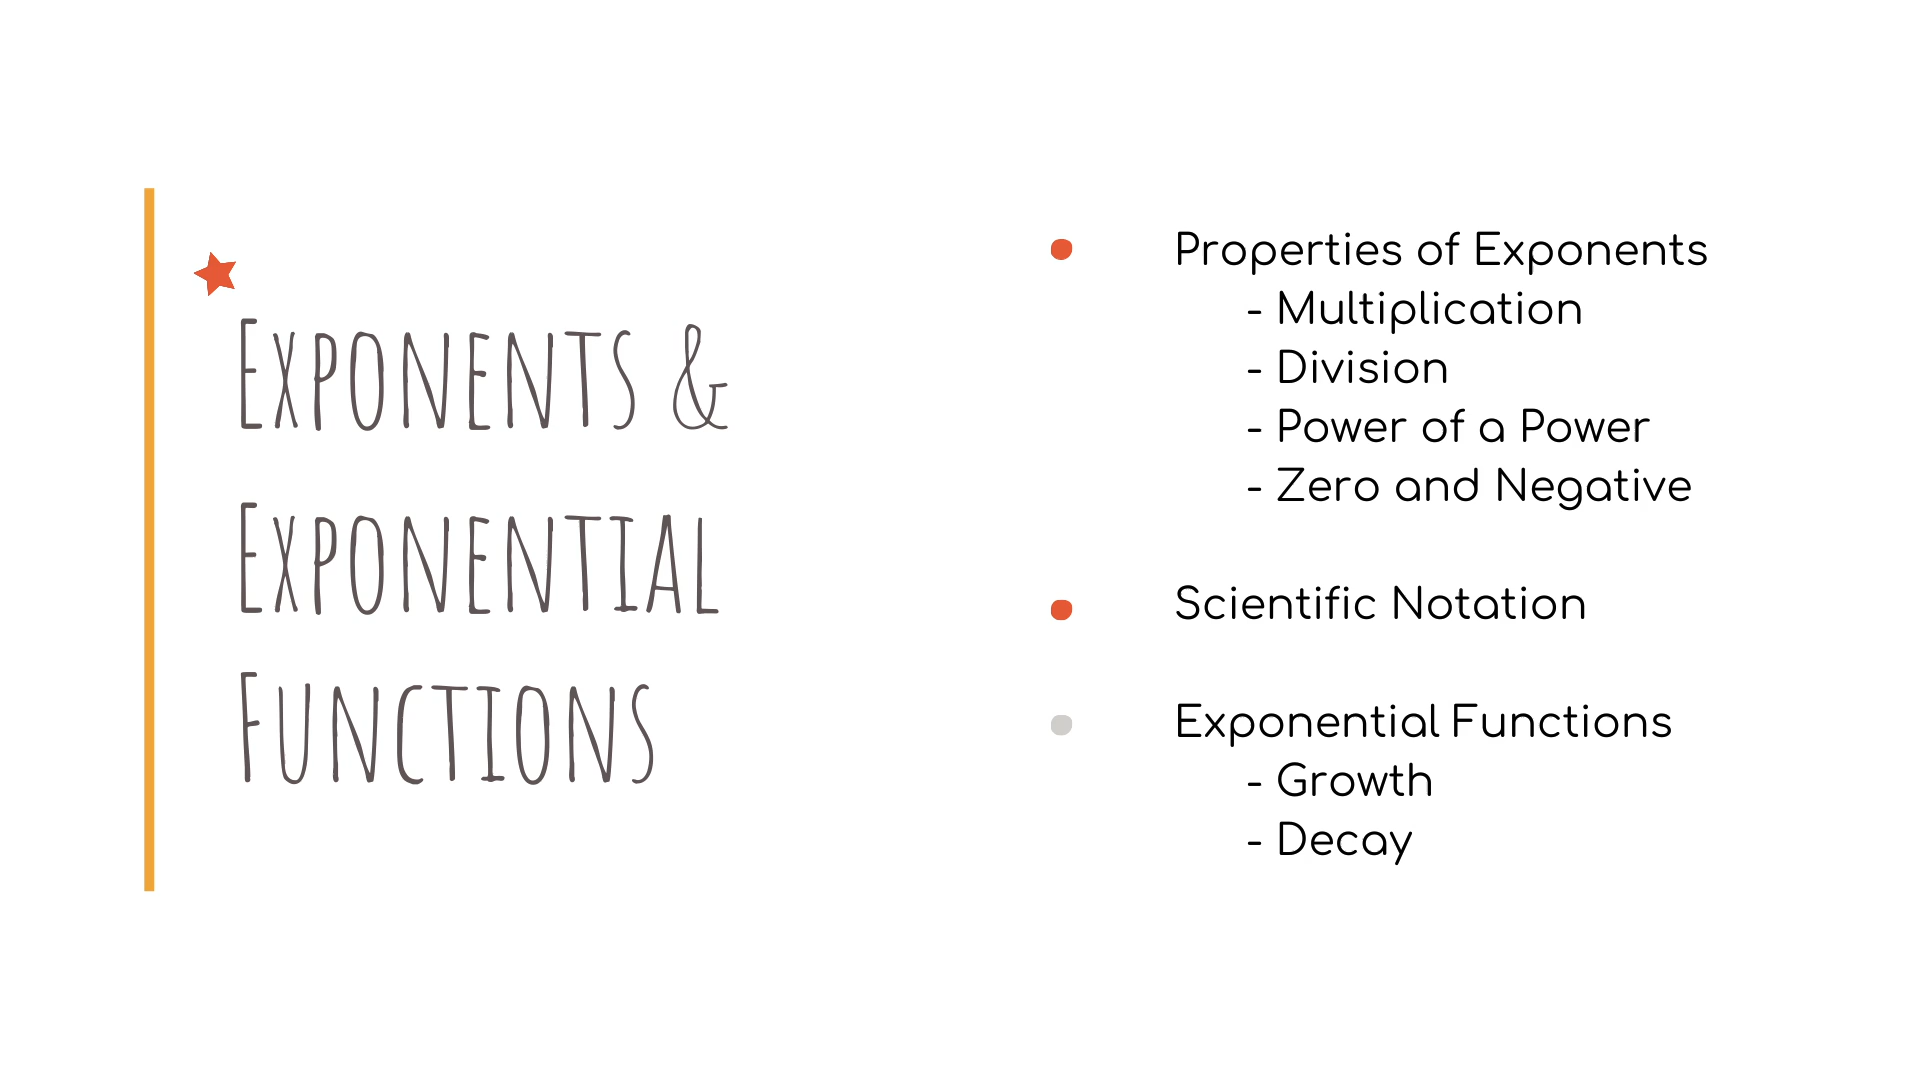 Exponents &
Exponential
Functions
Properties of Exponents
- Multiplication
- Division
- Power of a Power
- Zero and Negative
Scientific Notation
Exponential Functions
- Growth
- Decay